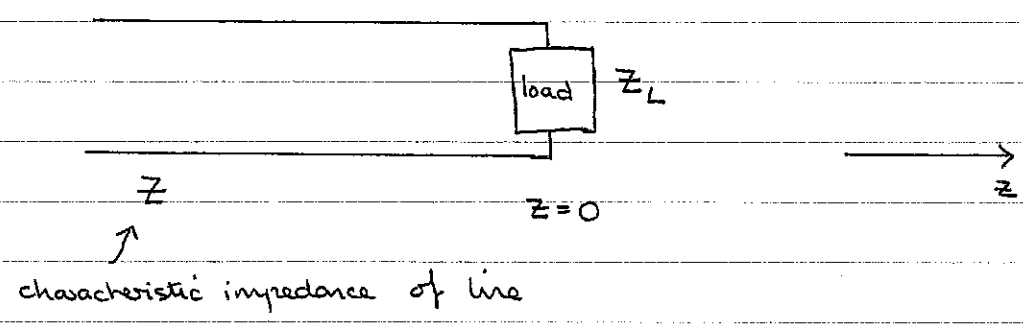 load
Z_L
Z
z
z = 0
characteristic impedance of line